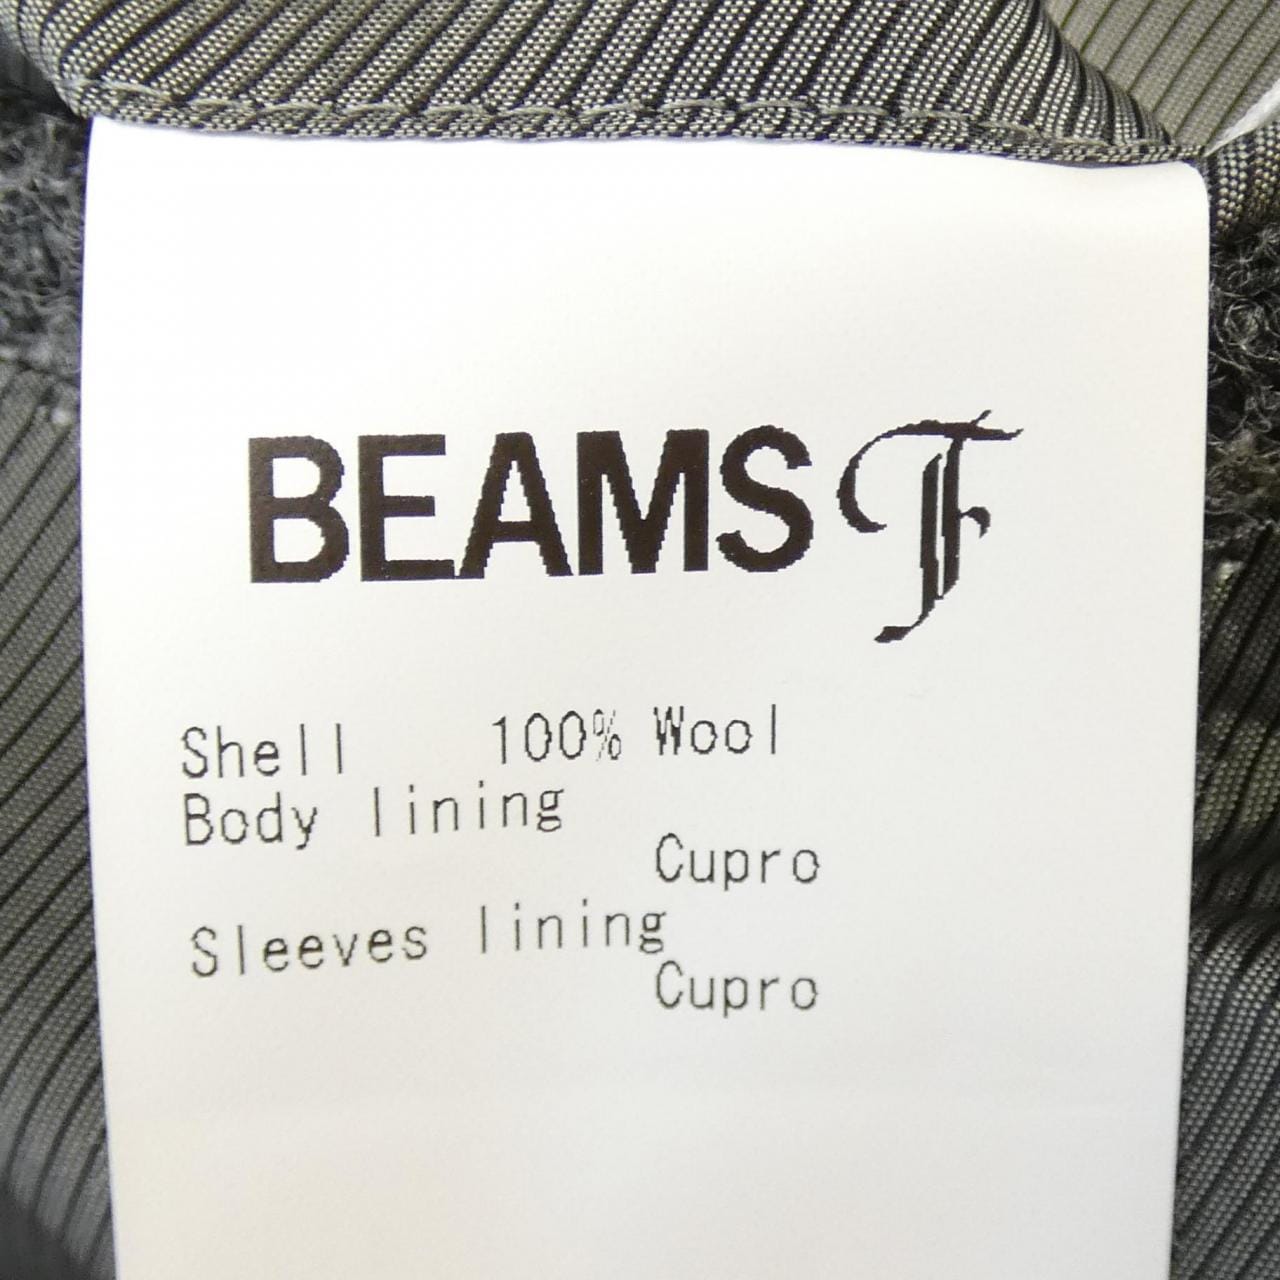 BEAMS F
Shell 100% Wool
Body lining
Cupro
Sleeves lining
Cupro